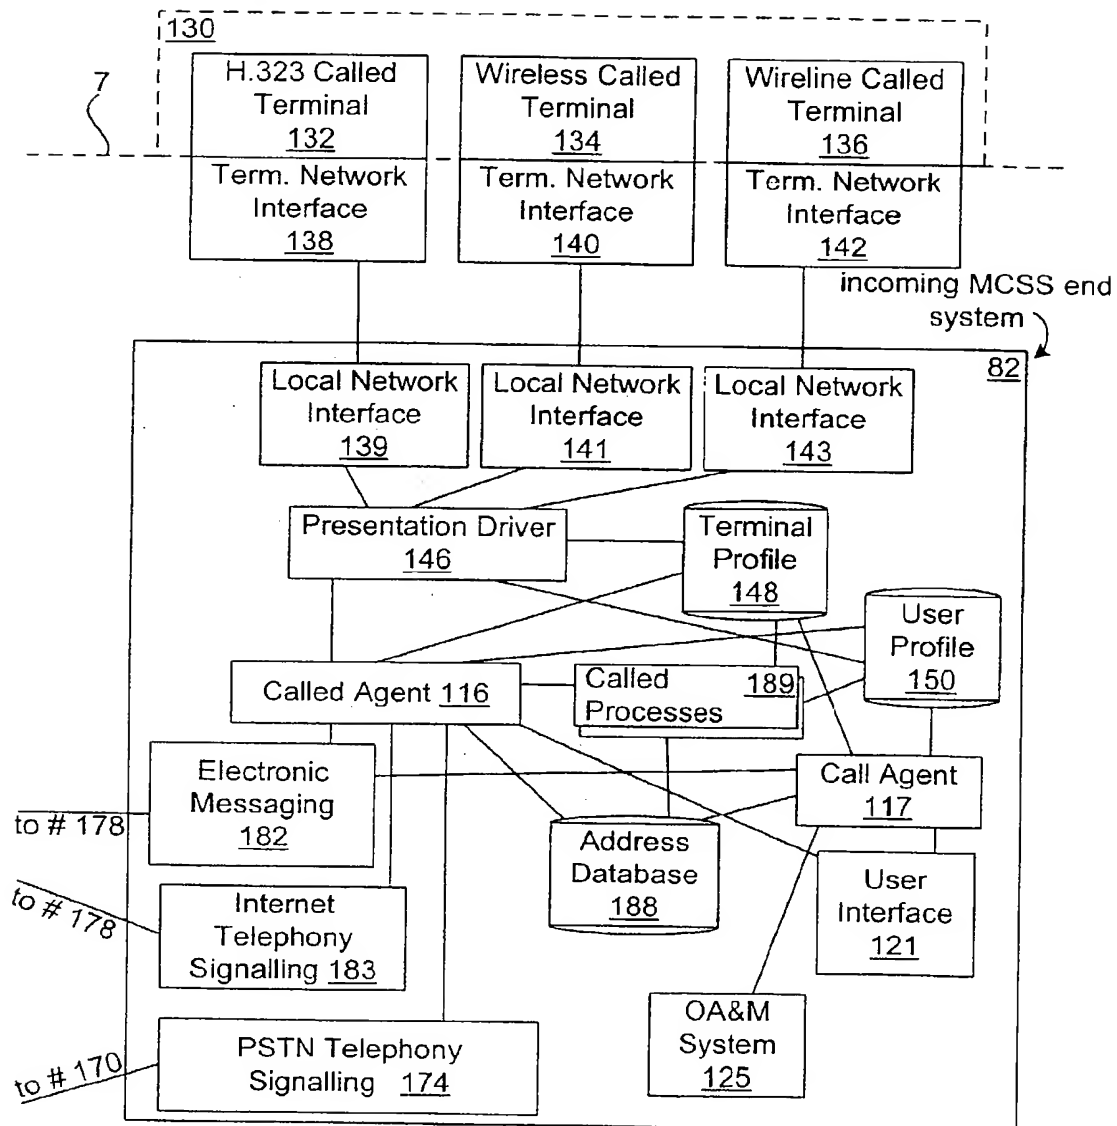 130
7
H.323 Called
Terminal
132
Wireless Called
Terminal
134
Wireline Called
Terminal
136
Term. Network
Interface
138
Term. Network
Interface
140
Term. Network
Interface
142
incoming MCSS end
system
82
Local Network
Interface
139
Local Network
Interface
141
Local Network
Interface
143
Presentation Driver
146
Terminal
Profile
148
User
Profile
150
Called Agent 116
Called
Processes
189
Electronic
Messaging
182
to # 178
Call Agent
117
Address
Database
188
User
Interface
121
Internet
Telephony
Signalling 183
to # 178
OA&M
System
125
PSTN Telephony
Signalling 174
to # 170